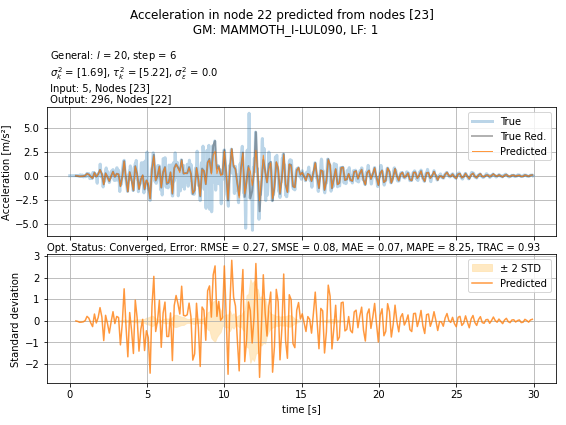 Acceleration in node 22 predicted from nodes [23]
GM: MAMMOTH_I-LUL090, LF: 1
General: l = 20, step = 6
σ²ₖ = [1.69], τ²ₖ = [5.22], σ²_ε = 0.0
Input: 5, Nodes [23]
Output: 296, Nodes [22]
Acceleration [m/s²]
5.0
2.5
0.0
−2.5
−5.0
True
True Red.
Predicted
Opt. Status: Converged, Error: RMSE = 0.27, SMSE = 0.08, MAE = 0.07, MAPE = 8.25, TRAC = 0.93
Standard deviation
3
2
1
0
−1
−2
± 2 STD
Predicted
0 5 10 15 20 25 30
time [s]